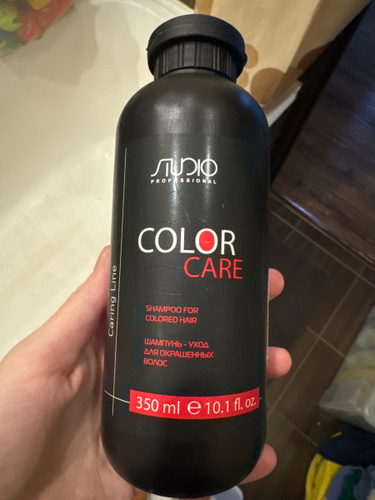 STUDIO
PROFESSIONAL
COLOR
CARE
Caring Line
SHAMPOO FOR
COLORED HAIR
ШАМПУНЬ - УХОД
ДЛЯ ОКРАШЕННЫХ
ВОЛОС
350 ml ℮ 10.1 fl. oz.